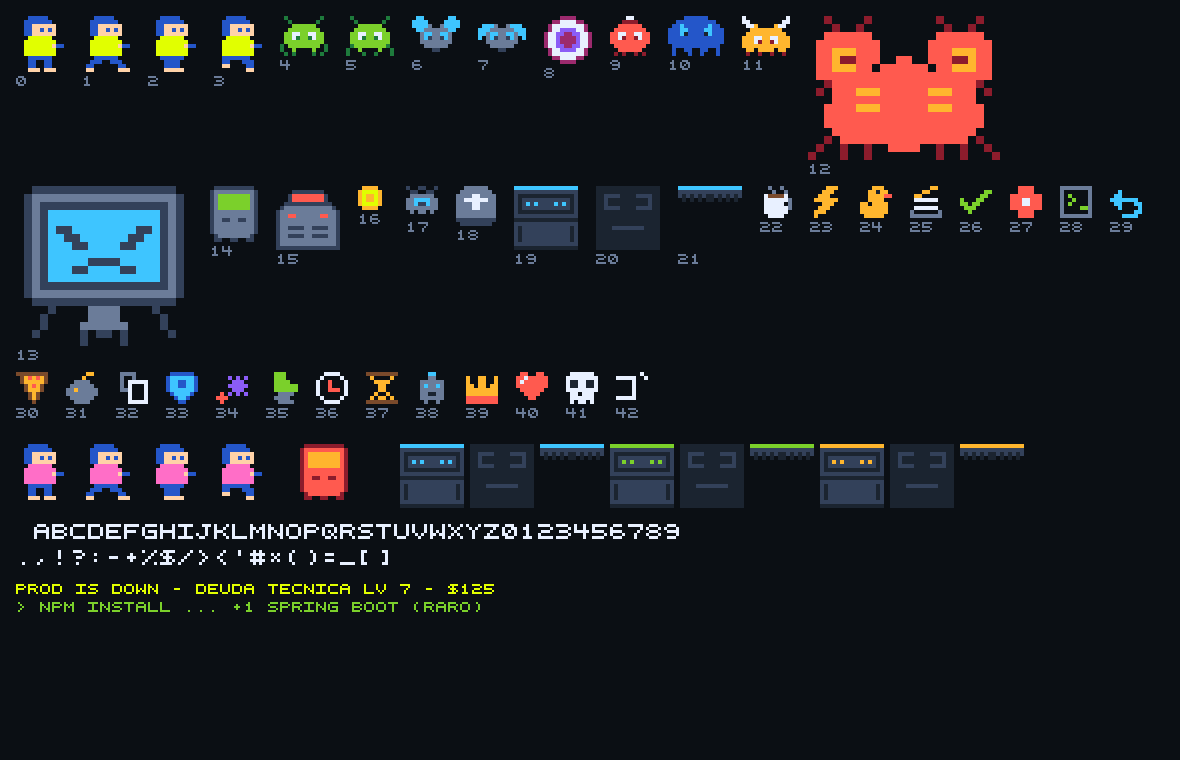 0 1 2 3 4 5 6 7 8 9 10 11 12
13 14 15 16 17 18 19 20 21 22 23 24 25 26 27 28 29
30 31 32 33 34 35 36 37 38 39 40 41 42
ABCDEFGHIJKLMNOPQRSTUVWXYZ0123456789
.,!?:-+%$/>&lt;'#×()=_[]
PROD IS DOWN - DEUDA TECNICA LV 7 - $125
> NPM INSTALL ... +1 SPRING BOOT (RARO)